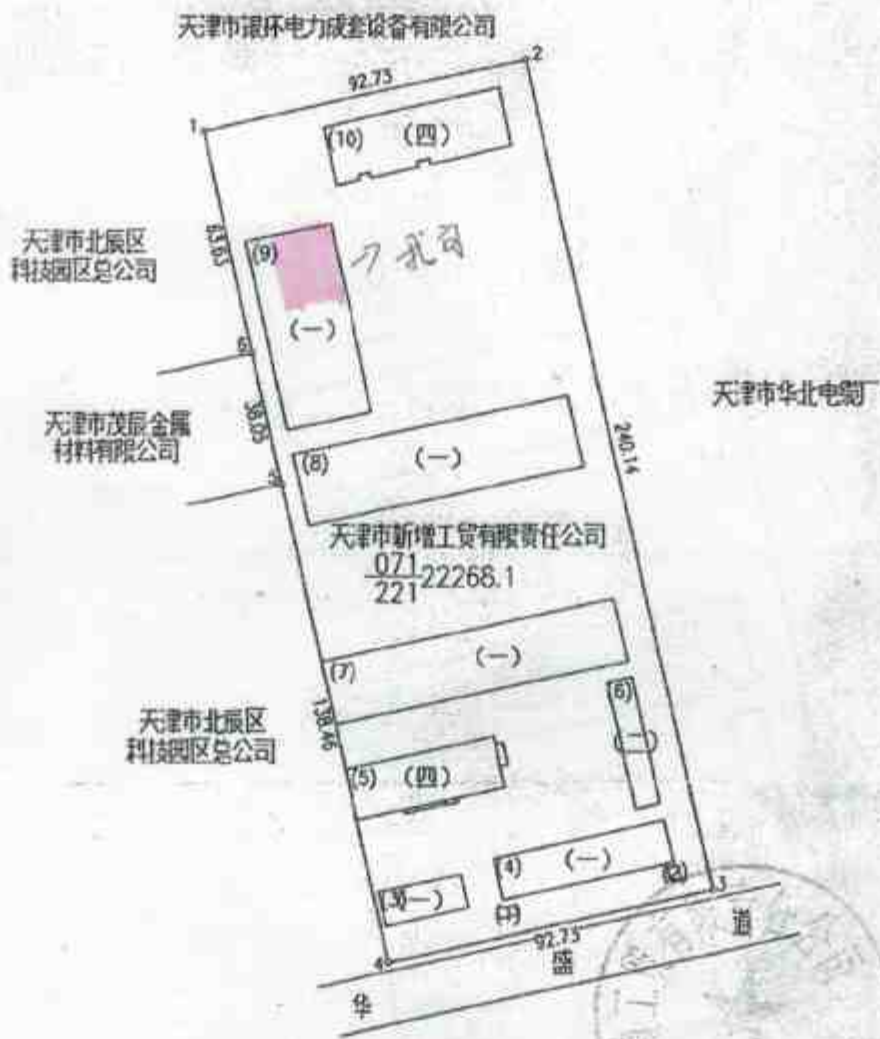 天津市银环电力成套设备有限公司
2
92.73
1
(10)
(四)
63.63
天津市北辰区
科技园区总公司
(9)
→我司
(一)
6
天津市华北电缆厂
38.05
天津市茂辰金属
材料有限公司
240.14
(8)
(一)
5
天津市新增工贸有限责任公司
071
221
22268.1
(7)
(一)
(6)
138.46
天津市北辰区
科技园区总公司
(二)
(5)
(四)
(4)
(一)
(2)
(3)
(一)
(1)
3
92.73
4
华
盛
道